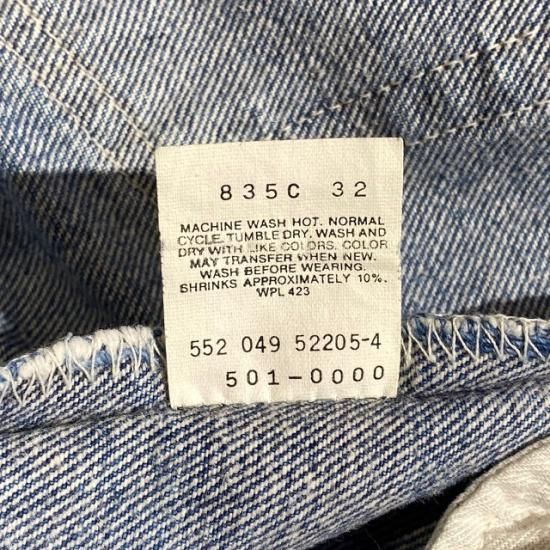 835C 32
MACHINE WASH HOT. NORMAL
CYCLE. TUMBLE DRY. WASH AND
DRY WITH LIKE COLORS. COLOR
MAY TRANSFER WHEN NEW.
WASH BEFORE WEARING.
SHRINKS APPROXIMATELY 10%.
WPL 423
552 049 52205-4
501-0000